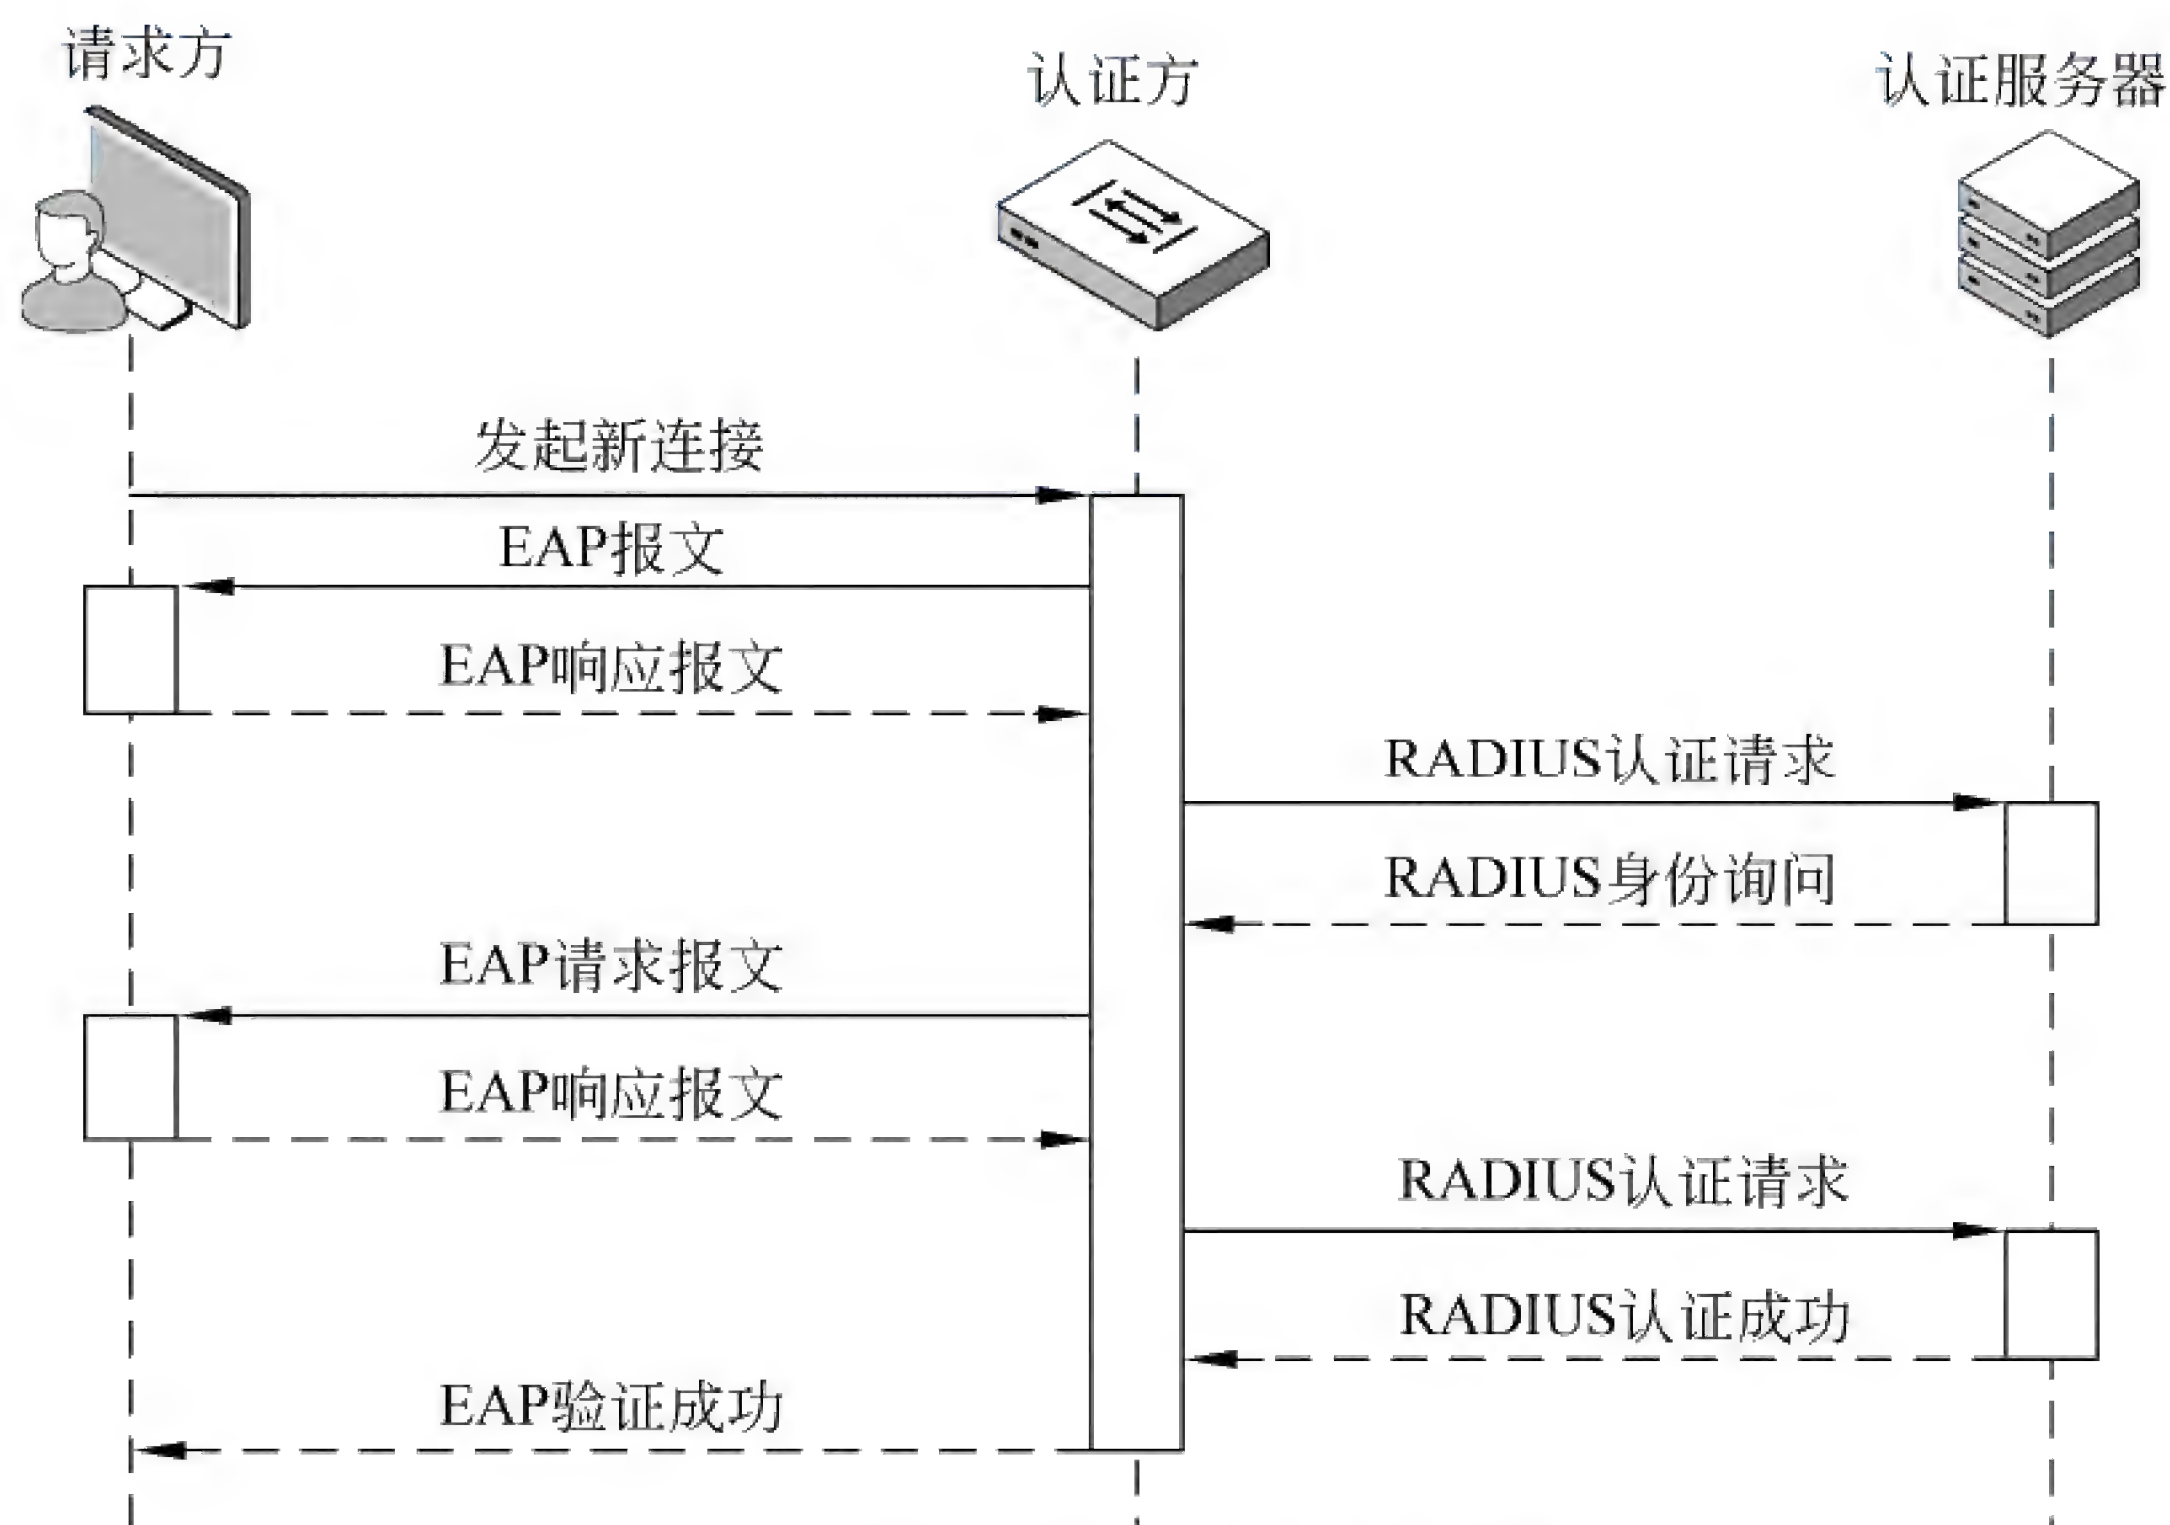 请求方
认证方
认证服务器
发起新连接
EAP报文
EAP响应报文
RADIUS认证请求
RADIUS身份询问
EAP请求报文
EAP响应报文
RADIUS认证请求
RADIUS认证成功
EAP验证成功